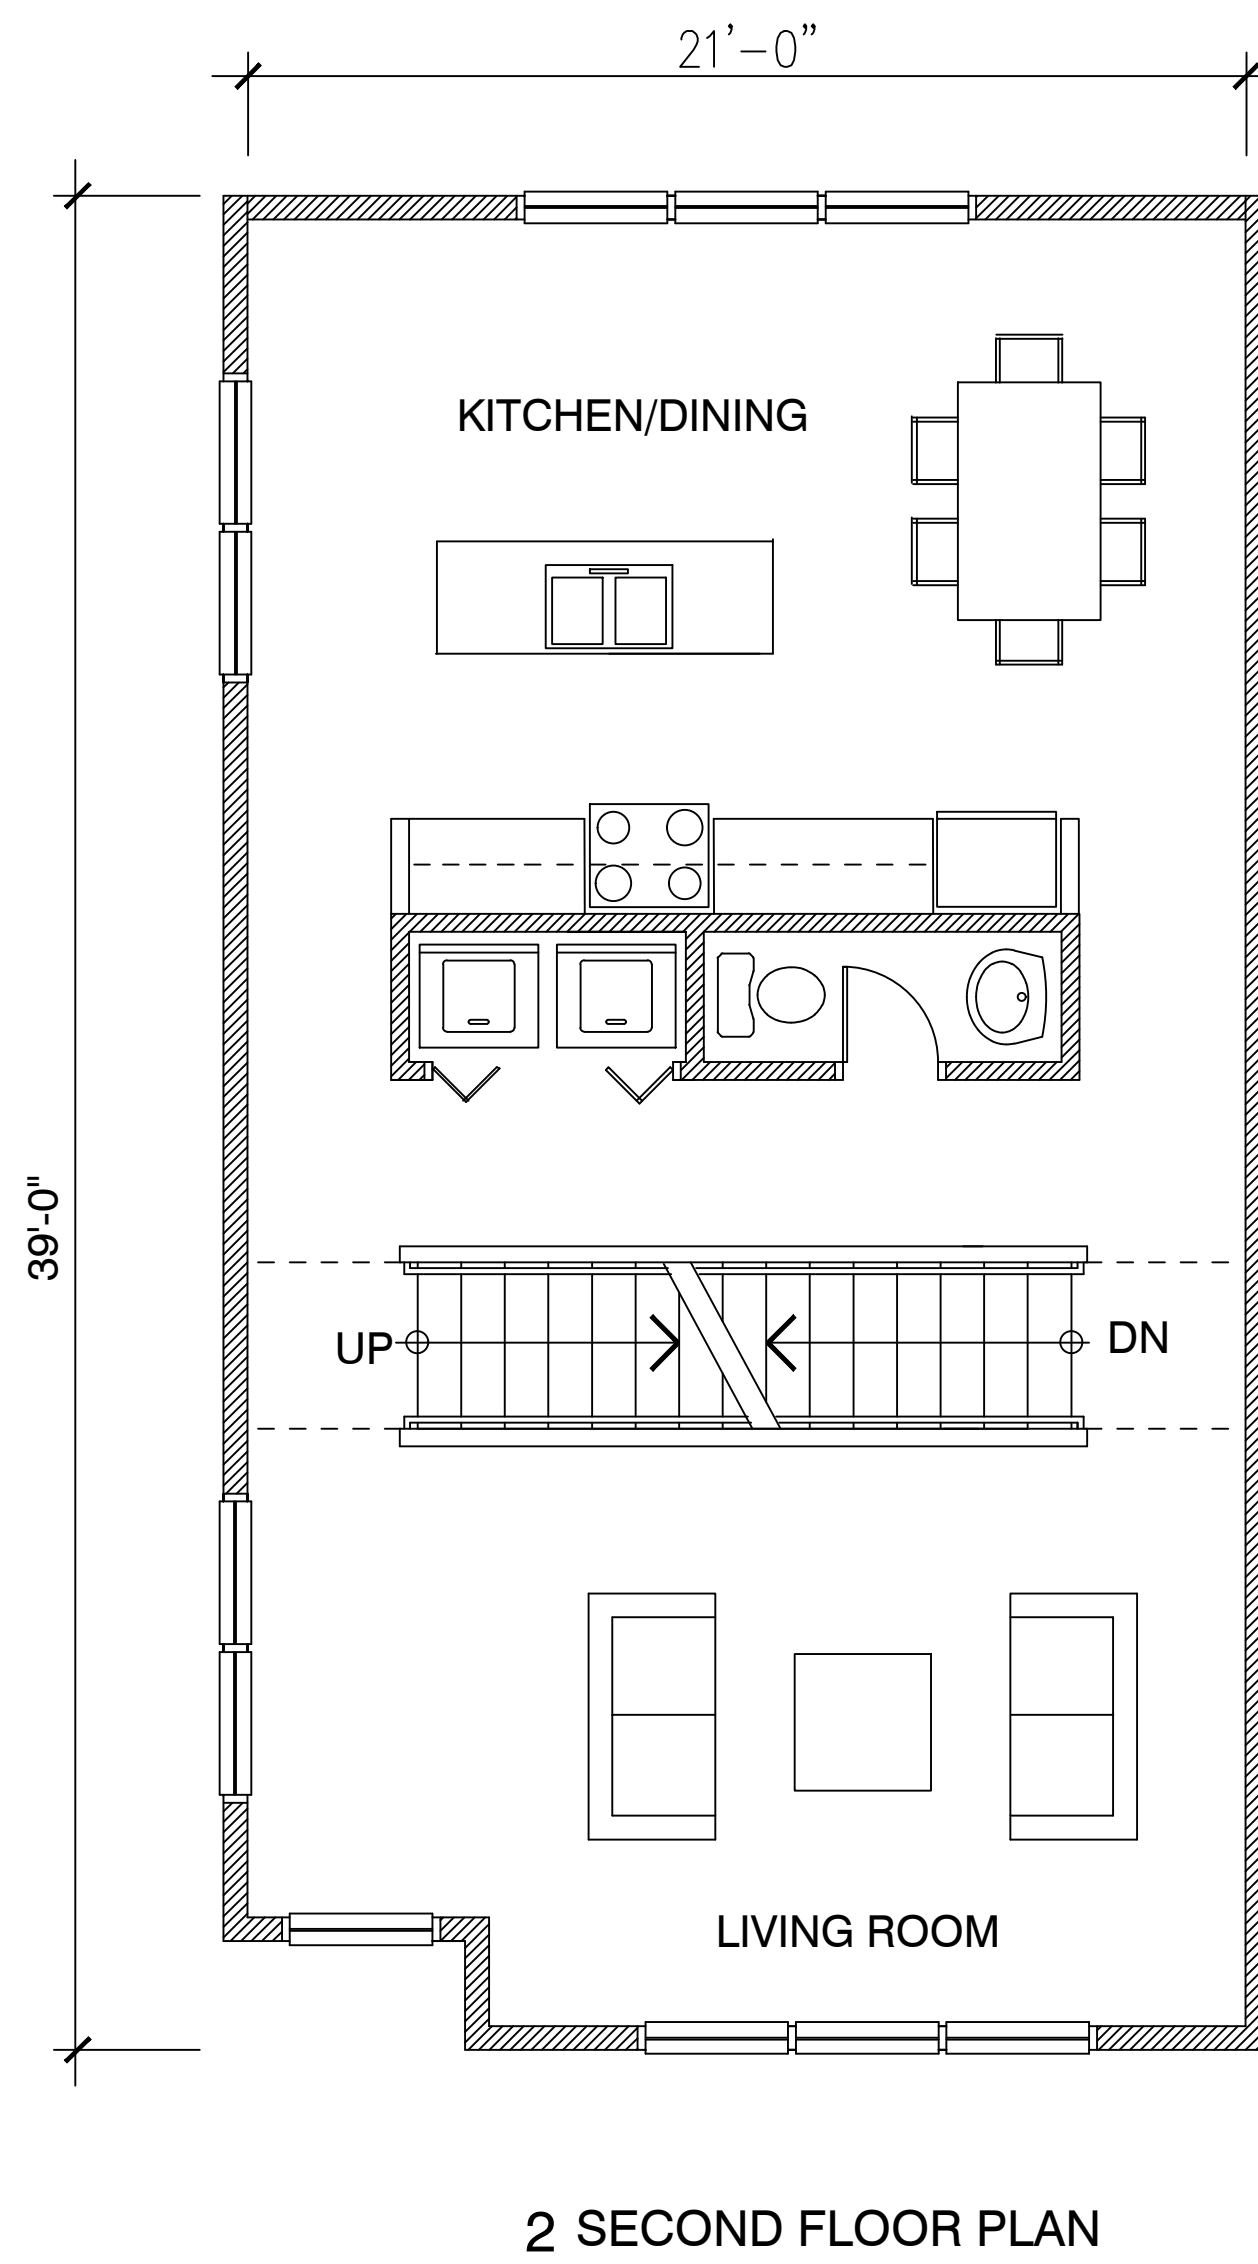 21’-0”
KITCHEN/DINING
39'-0"
UP
DN
LIVING ROOM
2 SECOND FLOOR PLAN